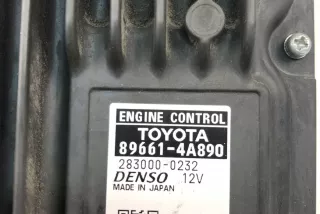 ENGINE CONTROL
TOYOTA
89661-4A890
283000-0232
DENSO 12V
MADE IN JAPAN